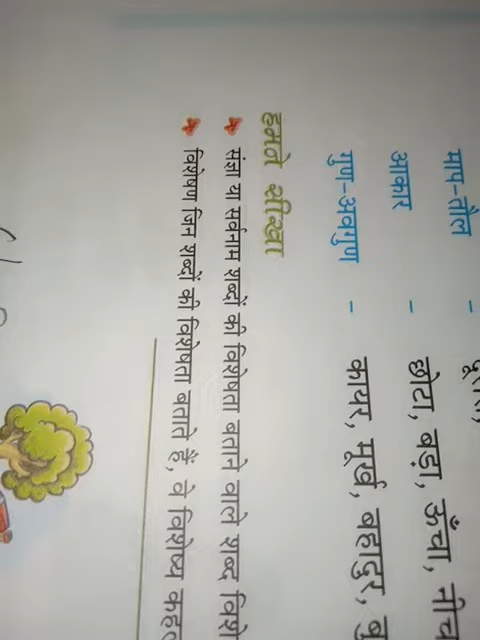 माप-तौल -
आकार - छोटा, बड़ा, ऊँचा,
गुण-अवगुण - कायर, मूर्ख, बहादुर,
हमने सीखा
संज्ञा या सर्वनाम शब्दों की विशेषता बताने वाले शब्द
विशेषण जिन शब्दों की विशेषता बताते हैं, वे विशेष्य